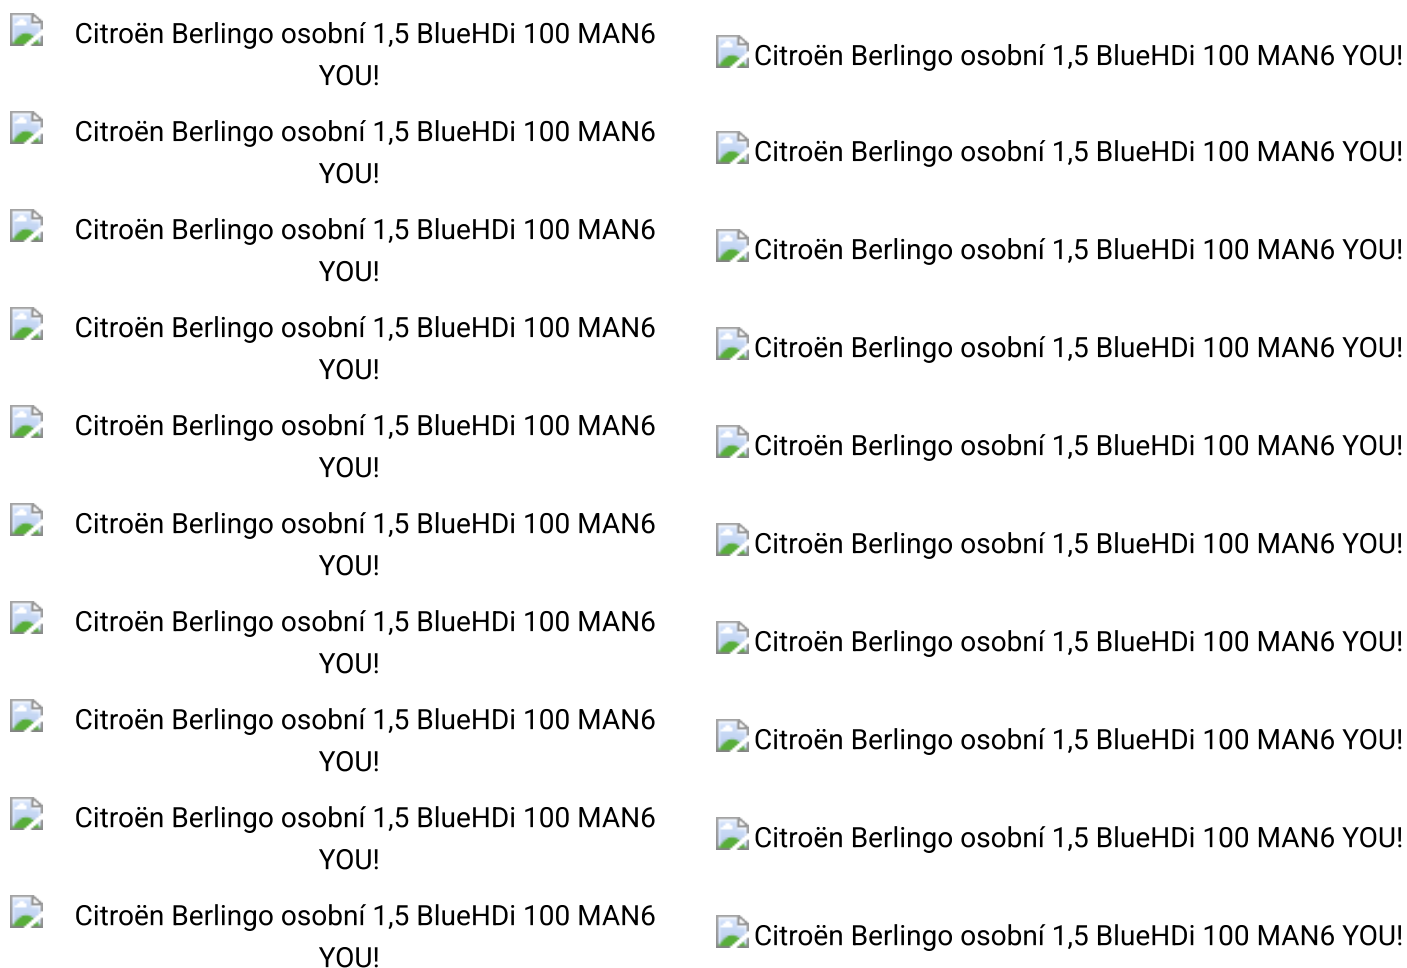 Citroën Berlingo osobní 1,5 BlueHDi 100 MAN6
YOU!
Citroën Berlingo osobní 1,5 BlueHDi 100 MAN6 YOU!
Citroën Berlingo osobní 1,5 BlueHDi 100 MAN6
YOU!
Citroën Berlingo osobní 1,5 BlueHDi 100 MAN6 YOU!
Citroën Berlingo osobní 1,5 BlueHDi 100 MAN6
YOU!
Citroën Berlingo osobní 1,5 BlueHDi 100 MAN6 YOU!
Citroën Berlingo osobní 1,5 BlueHDi 100 MAN6
YOU!
Citroën Berlingo osobní 1,5 BlueHDi 100 MAN6 YOU!
Citroën Berlingo osobní 1,5 BlueHDi 100 MAN6
YOU!
Citroën Berlingo osobní 1,5 BlueHDi 100 MAN6 YOU!
Citroën Berlingo osobní 1,5 BlueHDi 100 MAN6
YOU!
Citroën Berlingo osobní 1,5 BlueHDi 100 MAN6 YOU!
Citroën Berlingo osobní 1,5 BlueHDi 100 MAN6
YOU!
Citroën Berlingo osobní 1,5 BlueHDi 100 MAN6 YOU!
Citroën Berlingo osobní 1,5 BlueHDi 100 MAN6
YOU!
Citroën Berlingo osobní 1,5 BlueHDi 100 MAN6 YOU!
Citroën Berlingo osobní 1,5 BlueHDi 100 MAN6
YOU!
Citroën Berlingo osobní 1,5 BlueHDi 100 MAN6 YOU!
Citroën Berlingo osobní 1,5 BlueHDi 100 MAN6
YOU!
Citroën Berlingo osobní 1,5 BlueHDi 100 MAN6 YOU!